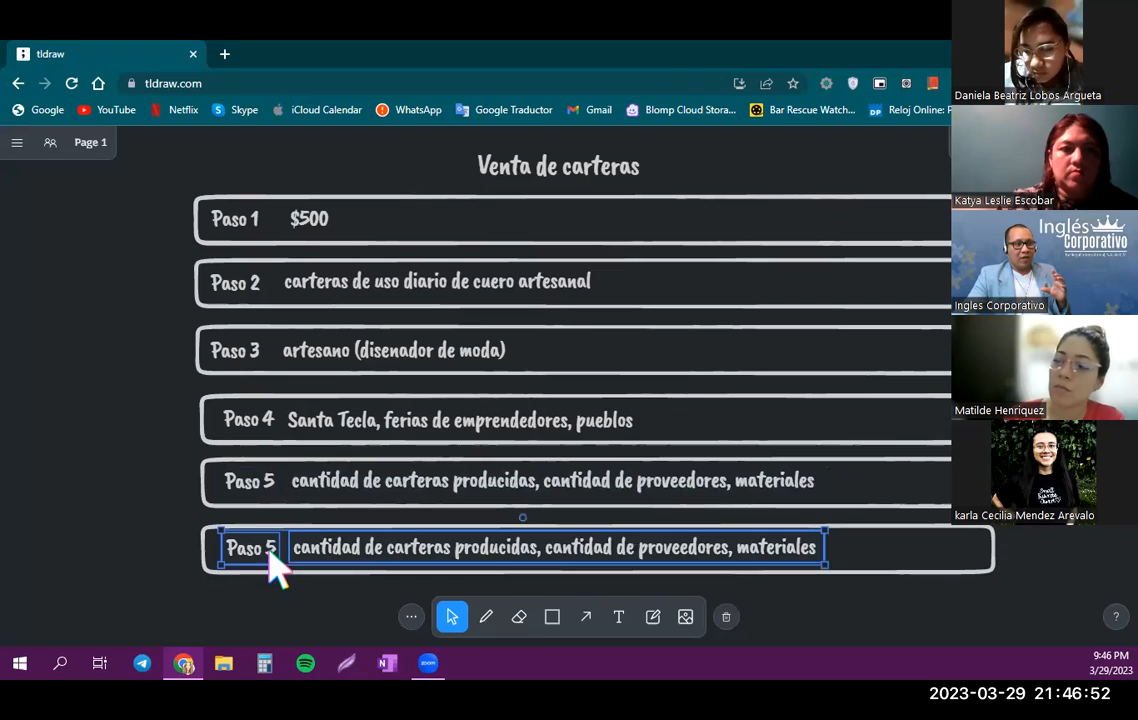 tldraw
tldraw.com
Google
YouTube
Netflix
Skype
iCloud Calendar
WhatsApp
Google Traductor
Gmail
Blomp Cloud Stora...
Bar Rescue Watch...
Reloj Online:
Page 1
Venta de carteras
Paso 1 $500
Paso 2 carteras de uso diario de cuero artesanal
Paso 3 artesano (disenador de moda)
Paso 4 Santa Tecla, ferias de emprendedores, pueblos
Paso 5 cantidad de carteras producidas, cantidad de proveedores, materiales
Paso 5 cantidad de carteras producidas, cantidad de proveedores, materiales
Daniela Beatriz Lobos Argueta
Katya Leslie Escobar
Inglés
Corporativo
Ingles Corporativo
Matilde Henriquez
karla Cecilia Mendez Arevalo
zoom
9:46 PM
3/29/2023
2023-03-29 21:46:52